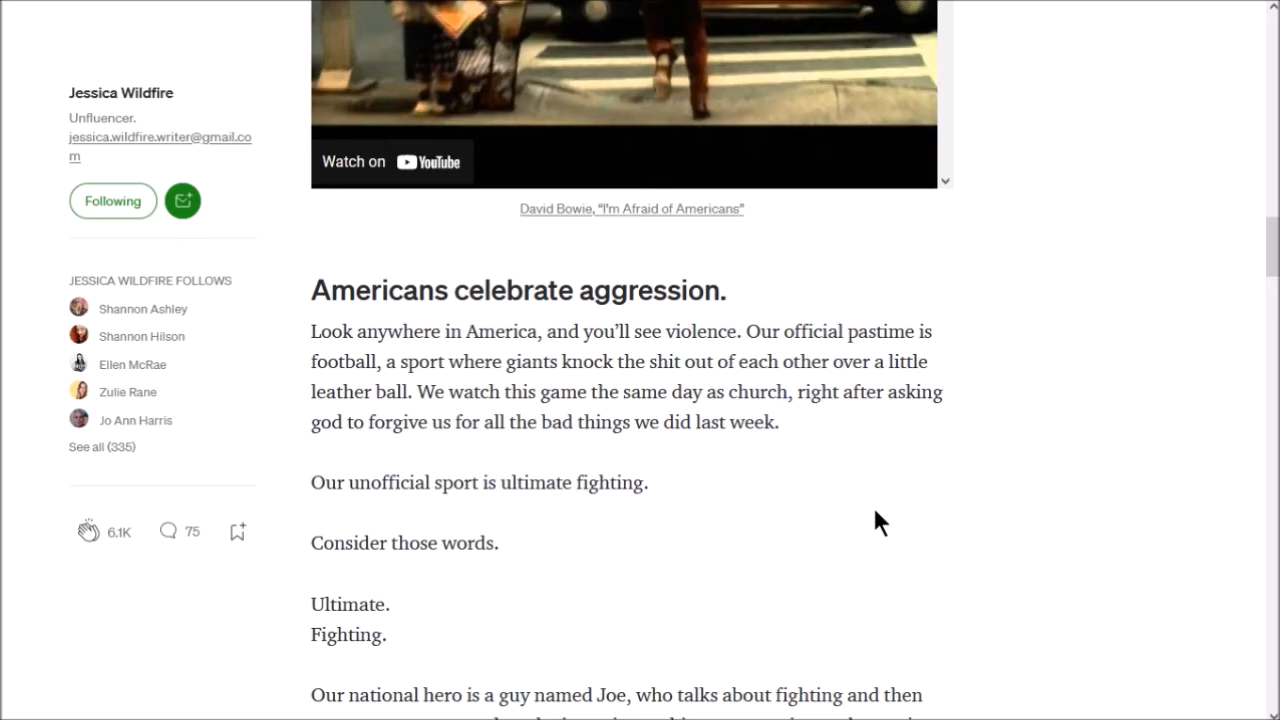 Jessica Wildfire
Unfluencer.
jessica.wildfire.writer@gmail.co
m
Following
JESSICA WILDFIRE FOLLOWS
Shannon Ashley
Shannon Hilson
Ellen McRae
Zulie Rane
Jo Ann Harris
See all (335)
6.1K 75
Watch on YouTube
David Bowie, “I’m Afraid of Americans”
Americans celebrate aggression.
Look anywhere in America, and you’ll see violence. Our official pastime is
football, a sport where giants knock the shit out of each other over a little
leather ball. We watch this game the same day as church, right after asking
god to forgive us for all the bad things we did last week.
Our unofficial sport is ultimate fighting.
Consider those words.
Ultimate.
Fighting.
Our national hero is a guy named Joe, who talks about fighting and then